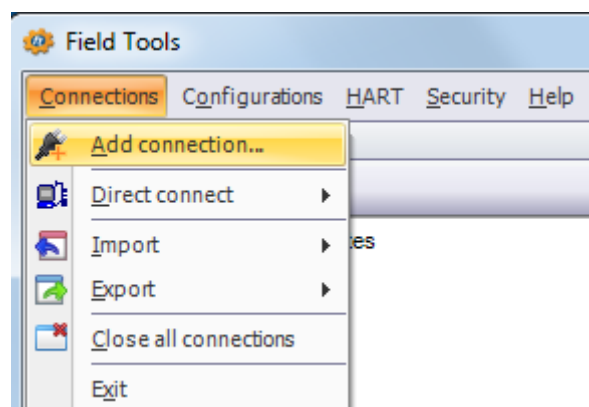 Field Tools
Connections Configurations HART Security Help
Add connection...
Direct connect
Import
Export
Close all connections
Exit